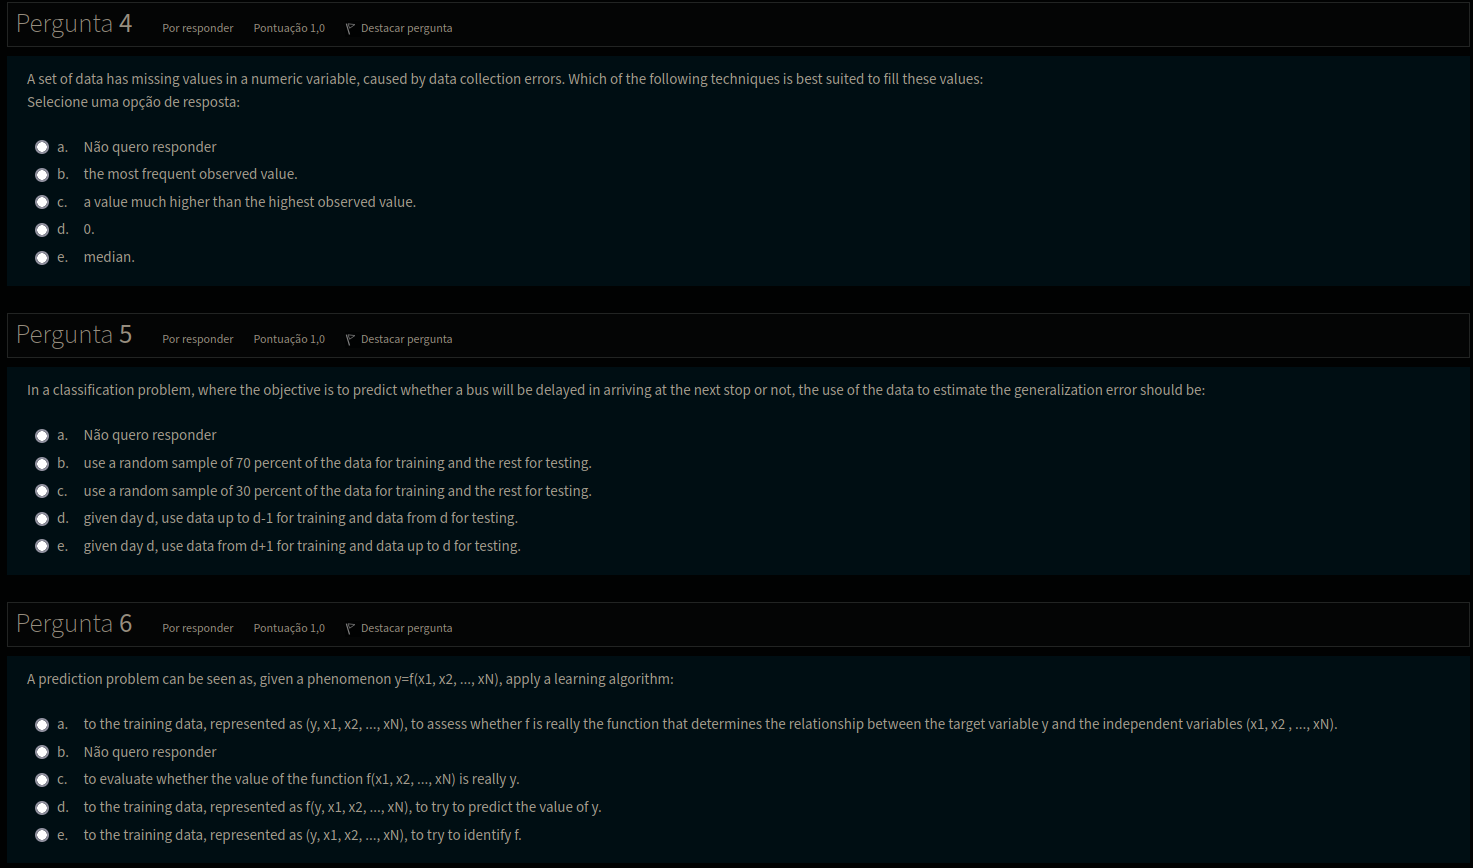 Pergunta 4 Por responder Pontuação 1,0 Destacar pergunta
A set of data has missing values in a numeric variable, caused by data collection errors. Which of the following techniques is best suited to fill these values:
Selecione uma opção de resposta:
a. Não quero responder
b. the most frequent observed value.
c. a value much higher than the highest observed value.
d. 0.
e. median.
Pergunta 5 Por responder Pontuação 1,0 Destacar pergunta
In a classification problem, where the objective is to predict whether a bus will be delayed in arriving at the next stop or not, the use of the data to estimate the generalization error should be:
a. Não quero responder
b. use a random sample of 70 percent of the data for training and the rest for testing.
c. use a random sample of 30 percent of the data for training and the rest for testing.
d. given day d, use data up to d-1 for training and data from d for testing.
e. given day d, use data from d+1 for training and data up to d for testing.
Pergunta 6 Por responder Pontuação 1,0 Destacar pergunta
A prediction problem can be seen as, given a phenomenon y=f(x1, x2, ..., xN), apply a learning algorithm:
a. to the training data, represented as (y, x1, x2, ..., xN), to assess whether f is really the function that determines the relationship between the target variable y and the independent variables (x1, x2 , ..., xN).
b. Não quero responder
c. to evaluate whether the value of the function f(x1, x2, ..., xN) is really y.
d. to the training data, represented as f(y, x1, x2, ..., xN), to try to predict the value of y.
e. to the training data, represented as (y, x1, x2, ..., xN), to try to identify f.